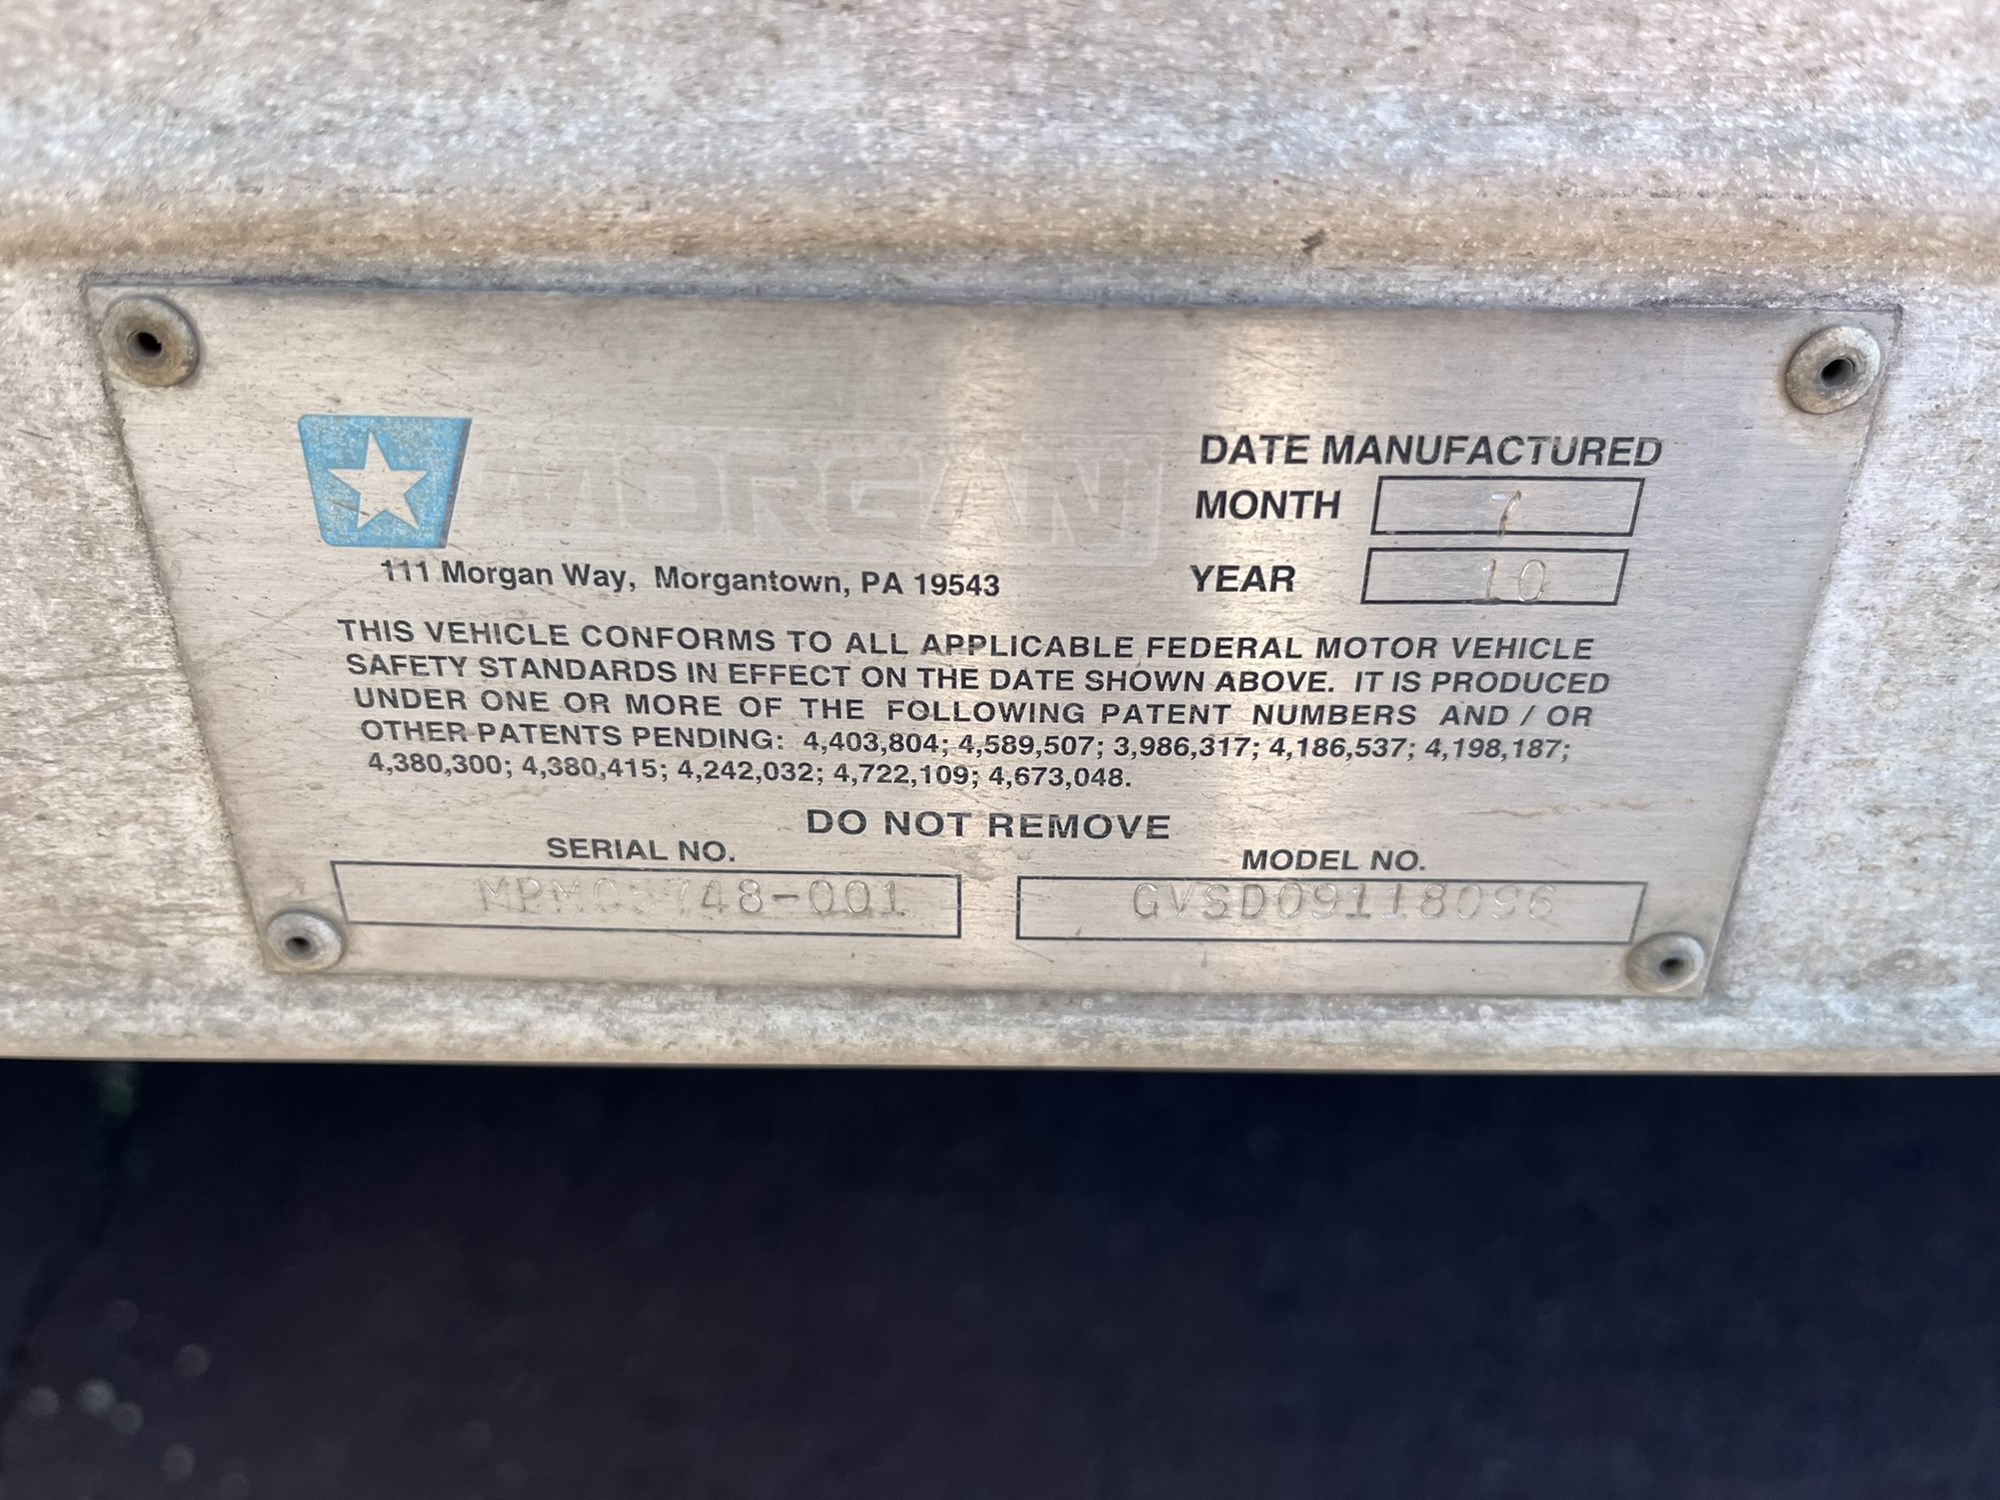 MORGAN
111 Morgan Way, Morgantown, PA 19543
DATE MANUFACTURED
MONTH 7
YEAR 10
THIS VEHICLE CONFORMS TO ALL APPLICABLE FEDERAL MOTOR VEHICLE
SAFETY STANDARDS IN EFFECT ON THE DATE SHOWN ABOVE. IT IS PRODUCED
UNDER ONE OR MORE OF THE FOLLOWING PATENT NUMBERS AND / OR
OTHER PATENTS PENDING: 4,403,804; 4,589,507; 3,986,317; 4,186,537; 4,198,187;
4,380,300; 4,380,415; 4,242,032; 4,722,109; 4,673,048.
DO NOT REMOVE
SERIAL NO.
MODEL NO.
GVSD09118096